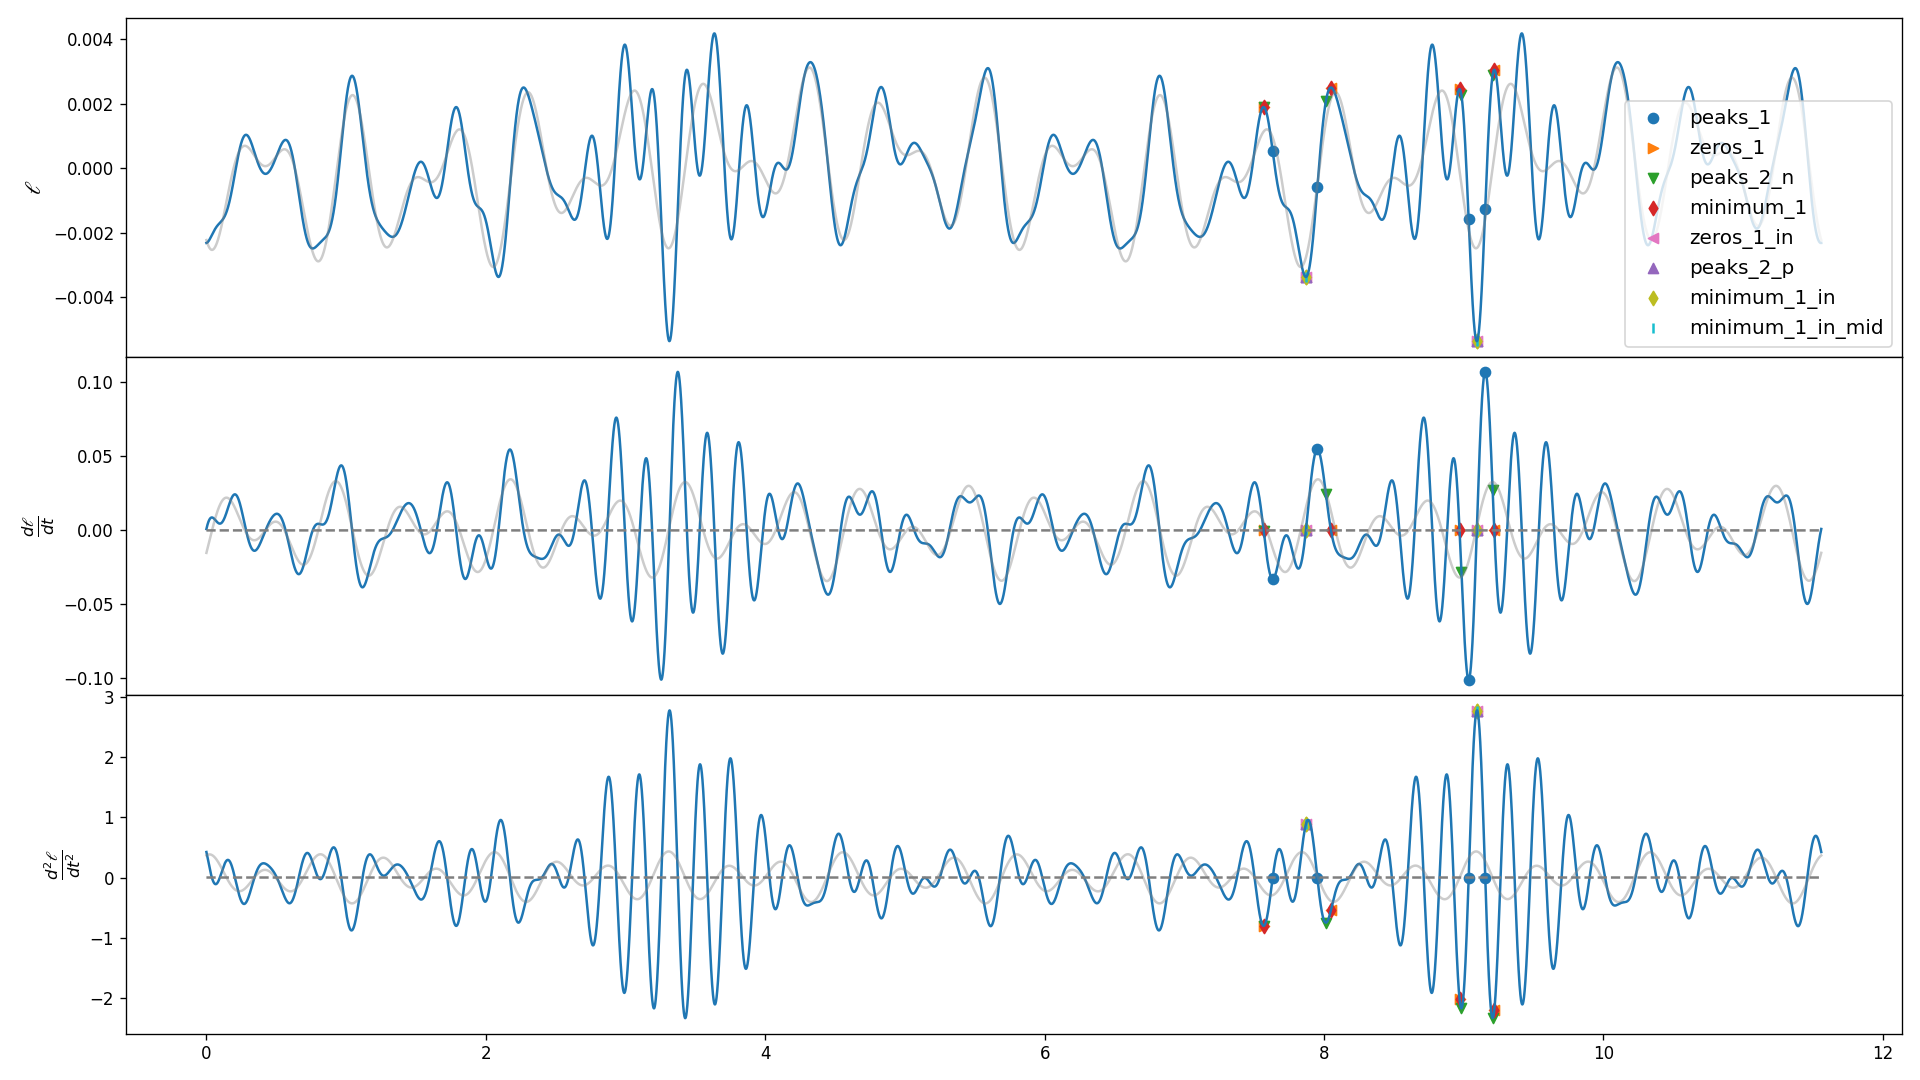 0.004
0.002
0.000
−0.002
−0.004
ℓ
peaks_1
zeros_1
peaks_2_n
minimum_1
zeros_1_in
peaks_2_p
minimum_1_in
minimum_1_in_mid
0.10
0.05
0.00
−0.05
−0.10
dℓ/dt
3
2
1
0
−1
−2
d²ℓ/dt²
0 2 4 6 8 10 12